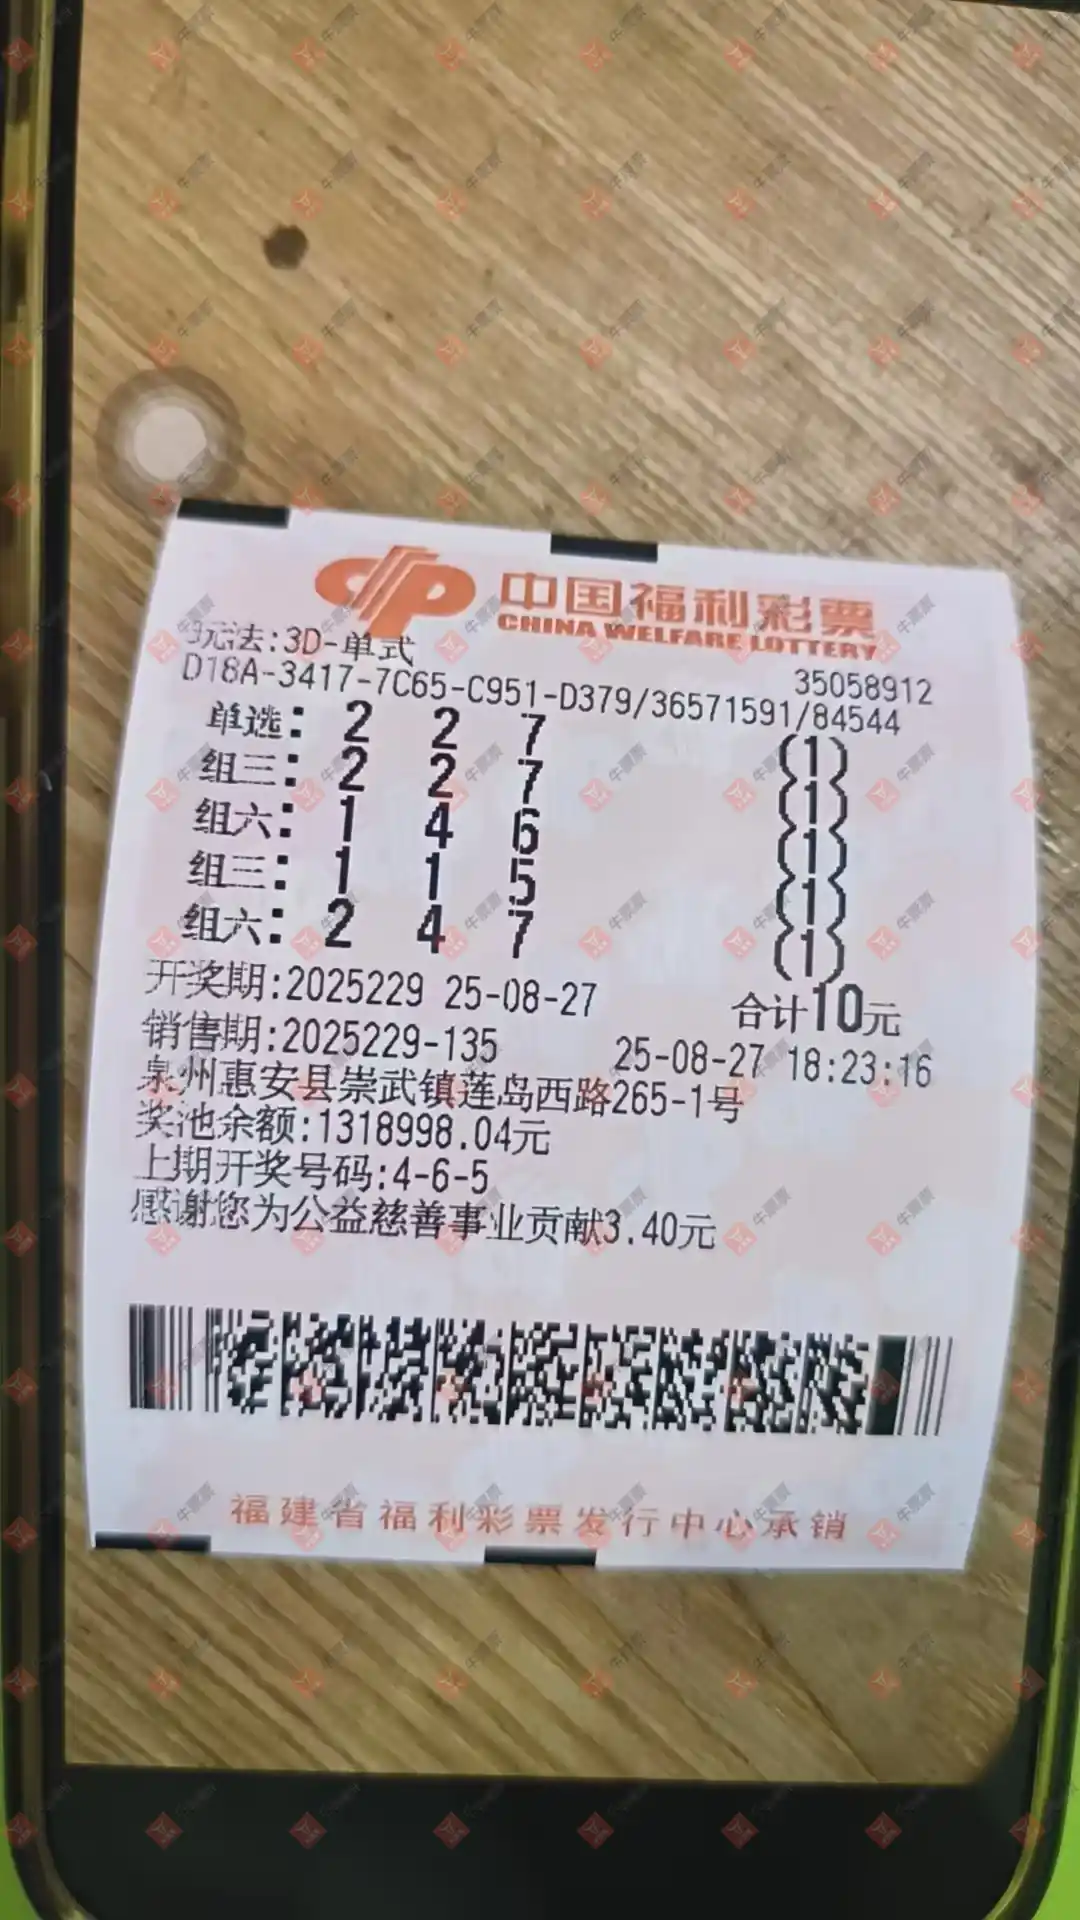 中国福利彩票
CHINA WELFARE LOTTERY
玩法:3D-单式
35058912
D18A-3417-7C65-C951-D379/36571591/84544
单选: 2 2 7 (1)
组三: 2 2 7 (1)
组六: 1 4 6 (1)
组三: 1 1 5 (1)
组六: 2 4 7 (1)
开奖期:2025229 25-08-27 合计10元
销售期:2025229-135 25-08-27 18:23:16
泉州惠安县崇武镇莲岛西路265-1号
奖池余额:1318998.04元
上期开奖号码:4-6-5
感谢您为公益慈善事业贡献3.40元
福建省福利彩票发行中心承销